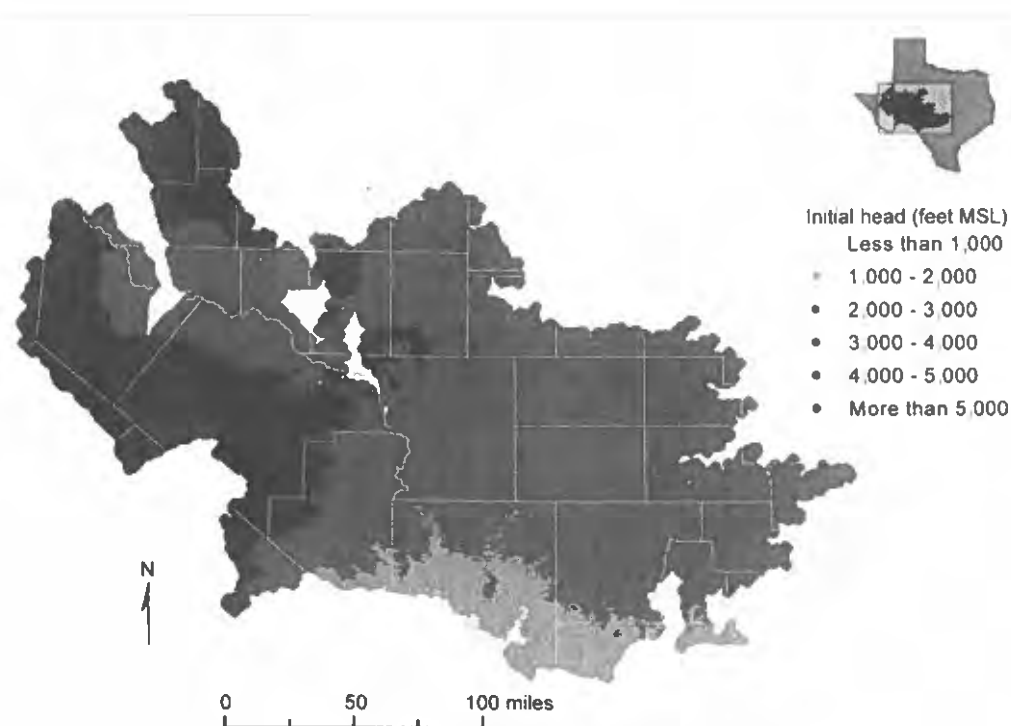 Initial head (feet MSL)
Less than 1,000
1,000 - 2,000
2,000 - 3,000
3,000 - 4,000
4,000 - 5,000
More than 5,000
N
0 50 100 miles